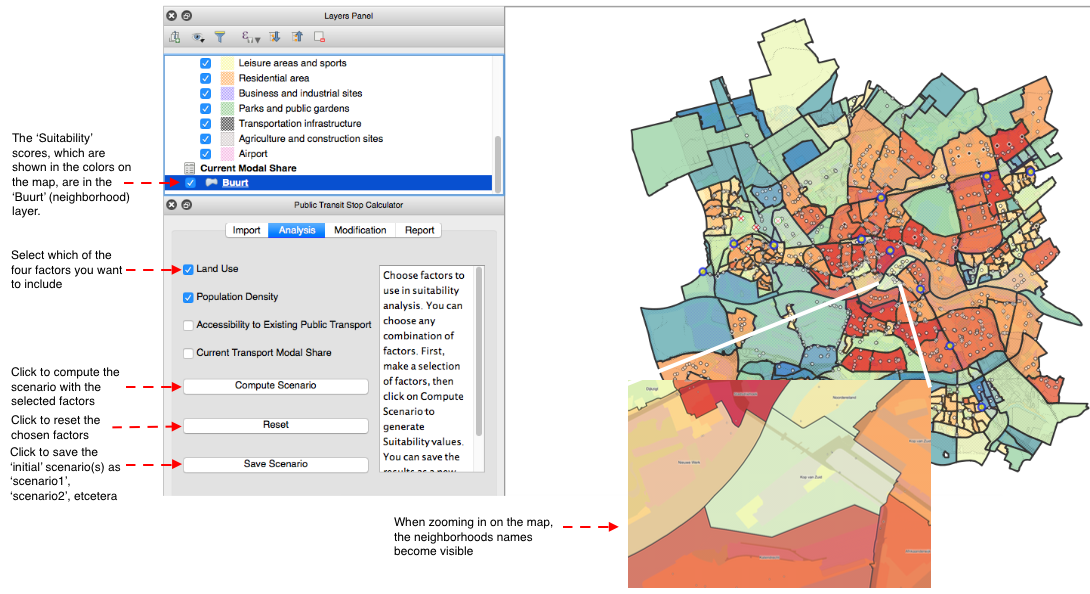 Layers Panel
Leisure areas and sports
Residential area
Business and industrial sites
Parks and public gardens
Transportation infrastructure
Agriculture and construction sites
Airport
Current Modal Share
Buurt
The ‘Suitability’
scores, which are
shown in the colors on
the map, are in the
‘Buurt’ (neighborhood)
layer.
Public Transit Stop Calculator
Import Analysis Modification Report
Select which of the
four factors you want
to include
Land Use
Population Density
Accessibility to Existing Public Transport
Current Transport Modal Share
Choose factors to
use in suitability
analysis. You can
choose any
combination of
factors. First,
make a selection
of factors, then
click on Compute
Scenario to
generate
Suitability values.
You can save the
results as a new
Click to compute the
scenario with the
selected factors
Compute Scenario
Click to reset the
chosen factors
Reset
Click to save the
‘initial’ scenario(s) as
‘scenario1’,
‘scenario2’, etcetera
Save Scenario
When zooming in on the map,
the neighborhoods names
become visible
Kop van Zuid